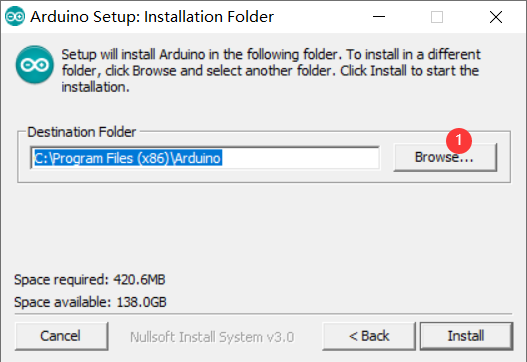 Arduino Setup: Installation Folder
Setup will install Arduino in the following folder. To install in a different
folder, click Browse and select another folder. Click Install to start the
installation.
Destination Folder
1
C:\Program Files (x86)\Arduino
Browse...
Space required: 420.6MB
Space available: 138.0GB
Cancel
Nullsoft Install System v3.0
< Back
Install